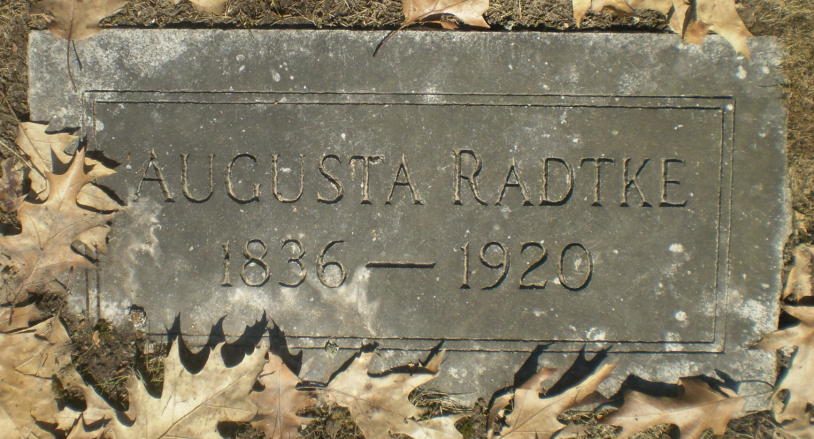 AUGUSTA RADTKE
1836 — 1920